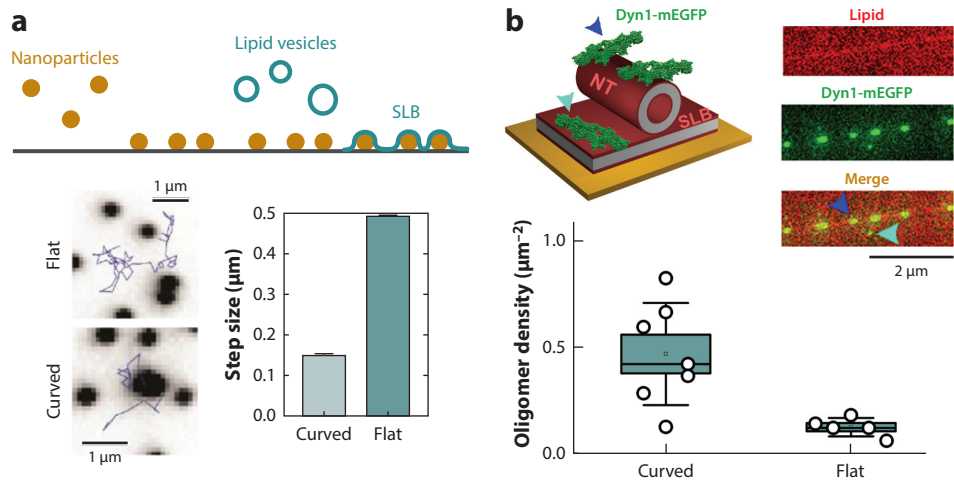 a
Nanoparticles
Lipid vesicles
SLB
1 µm
Flat
Curved
1 µm
Step size (µm)
0.5
0.4
0.3
0.2
0.1
0.0
Curved
Flat
b
Dyn1-mEGFP
NT
SLB
Lipid
Dyn1-mEGFP
Merge
2 µm
Oligomer density (µm⁻²)
1.0
0.5
0.0
Curved
Flat